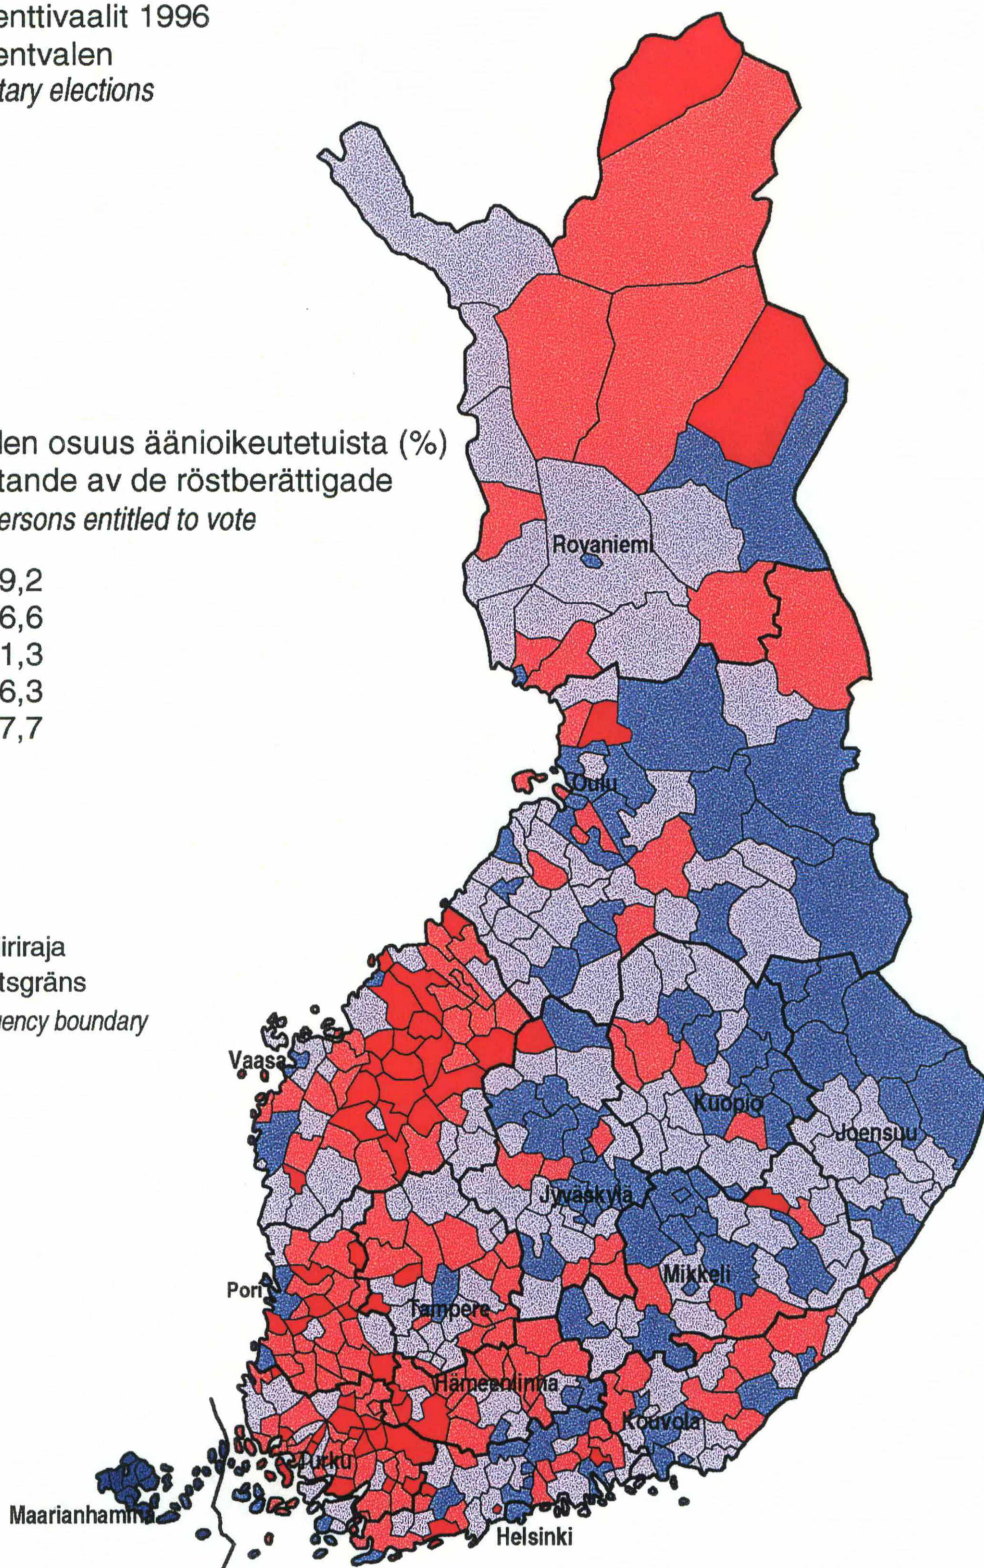 enttivaalit 1996
entvalen
tary elections
len osuus äänioikeutetuista (%)
tande av de röstberättigade
ersons entitled to vote
9,2
6,6
1,3
6,3
7,7
iiriraja
tsgräns
uency boundary
Rovaniemi
Oulu
Vaasa
Kuopio
Joensuu
Jyväskylä
Mikkeli
Pori
Tampere
Hämeenlinna
Kouvola
Turku
Maarianhamina
Helsinki